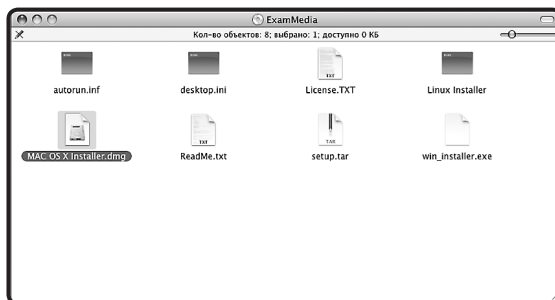 ExamMedia
Кол-во объектов: 8; выбрано: 1; доступно 0 КБ
autorun.inf
desktop.ini
License.TXT
Linux Installer
MAC OS X Installer.dmg
ReadMe.txt
setup.tar
win_installer.exe